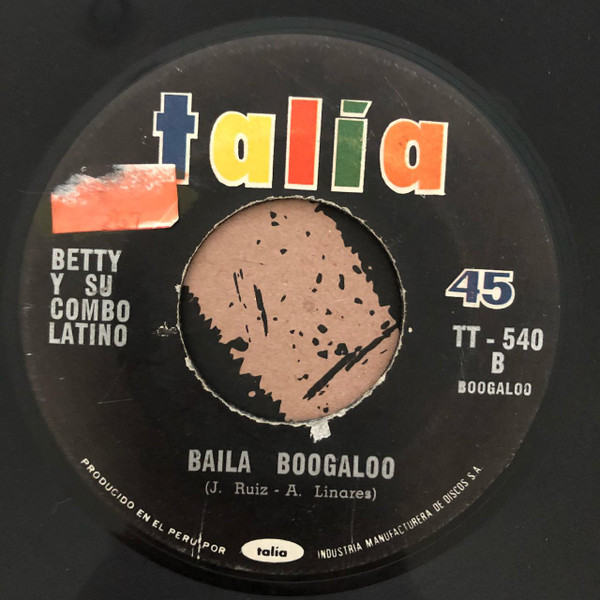 talía
BETTY
Y SU
COMBO
LATINO
45
TT - 540
B
BOOGALOO
BAILA BOOGALOO
(J. Ruiz - A. Linares)
PRODUCIDO EN EL PERU POR
talía
INDUSTRIA MANUFACTURERA DE DISCOS S.A.